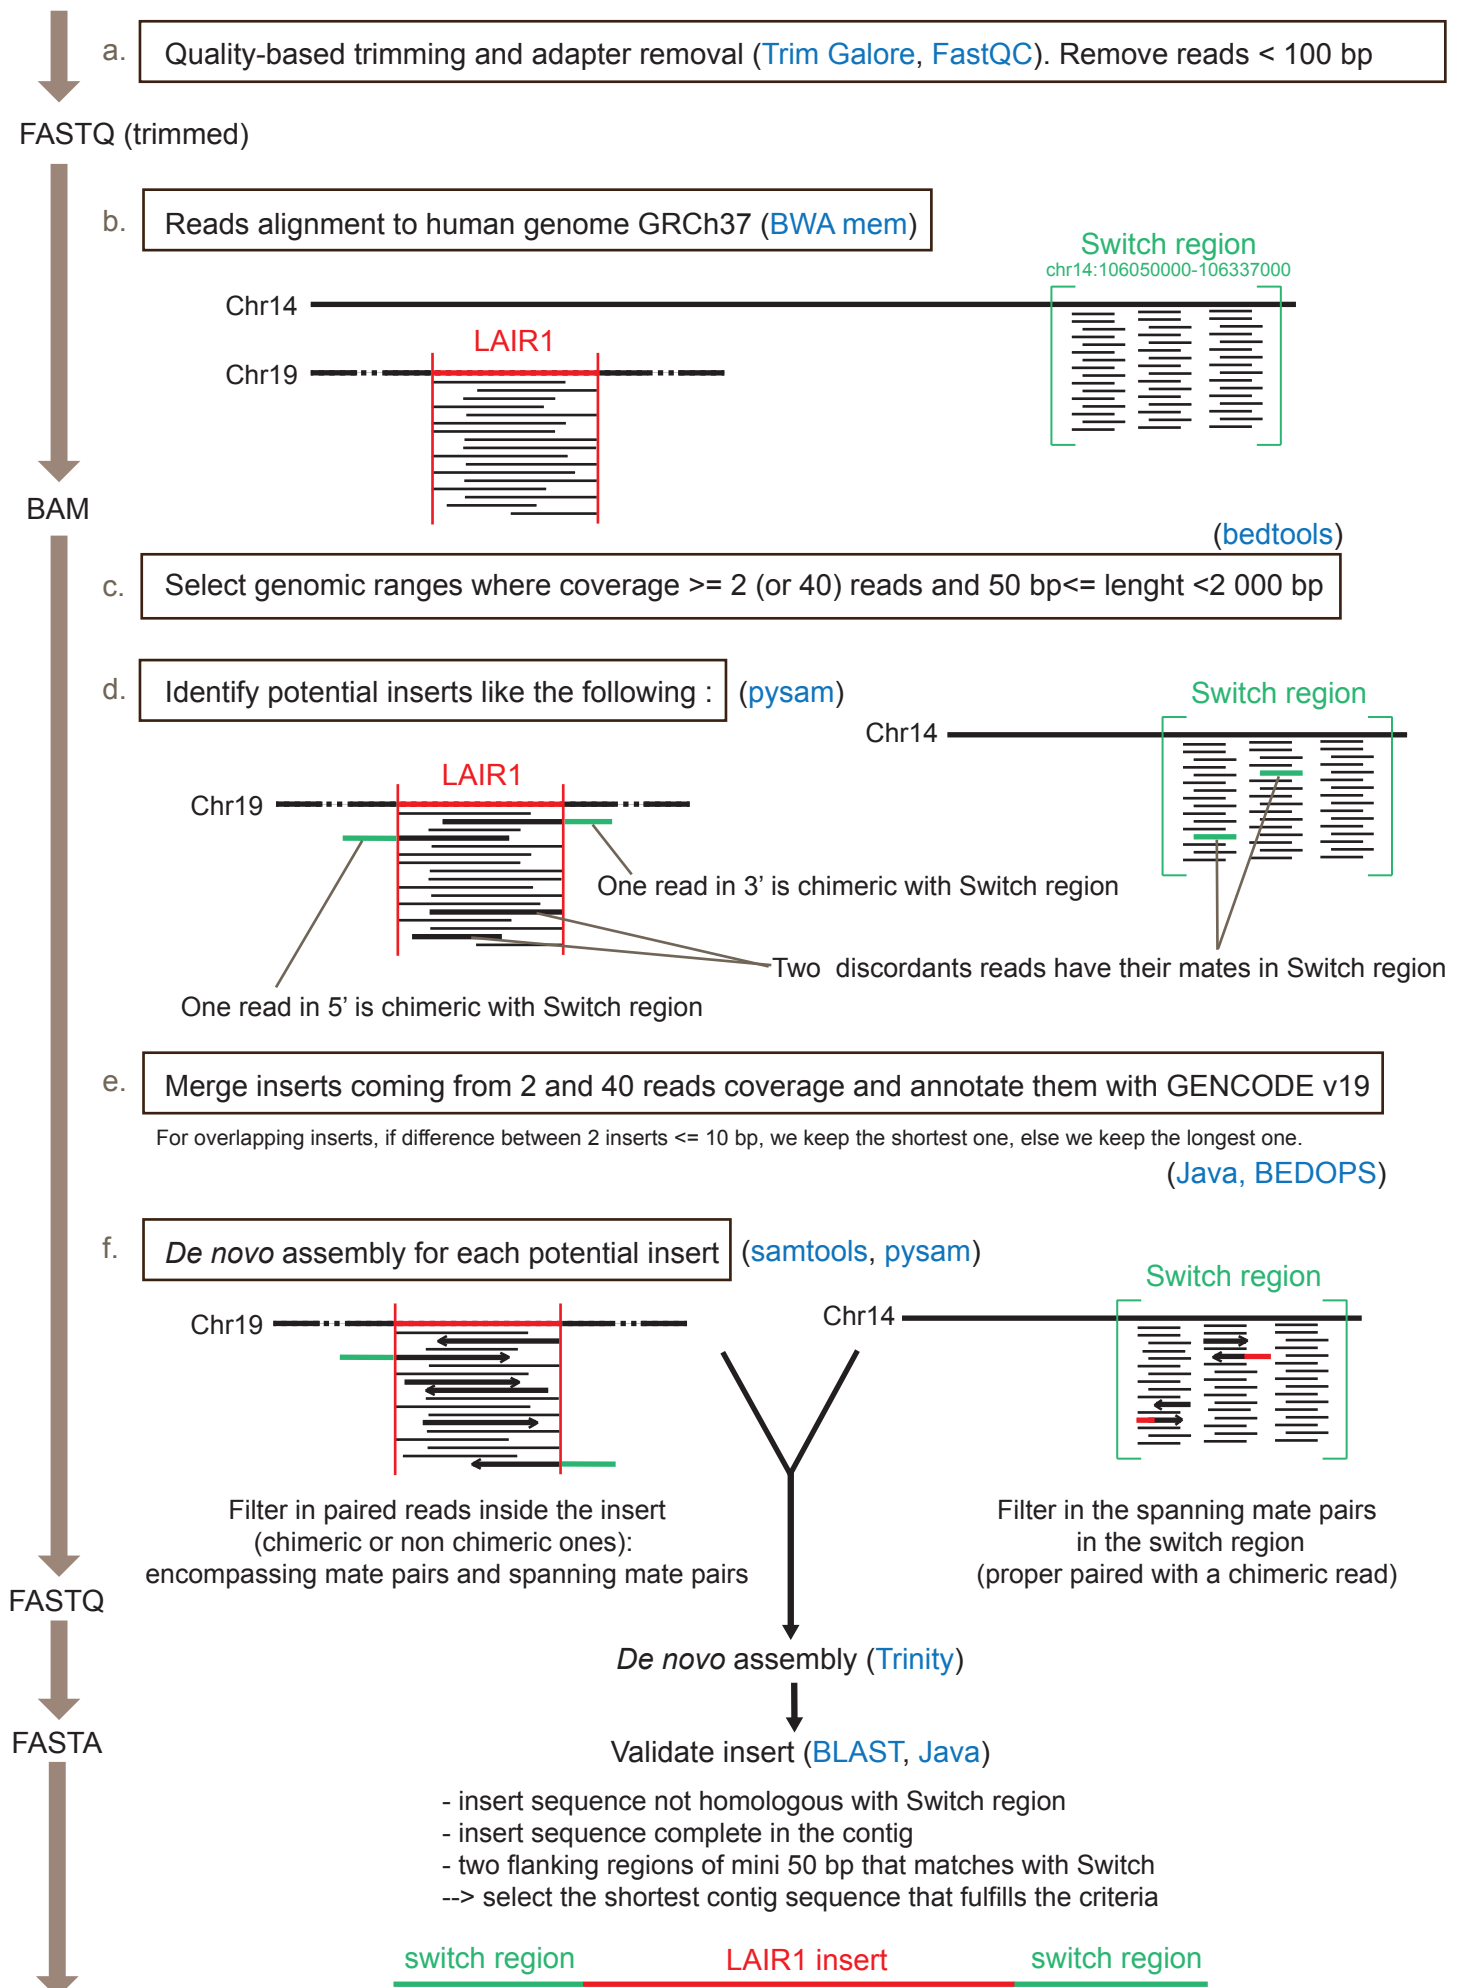 a. Quality-based trimming and adapter removal (Trim Galore, FastQC). Remove reads < 100 bp
FASTQ (trimmed)
b. Reads alignment to human genome GRCh37 (BWA mem)
Switch region
chr14:106050000-106337000
Chr14
LAIR1
Chr19
BAM
(bedtools)
c. Select genomic ranges where coverage >= 2 (or 40) reads and 50 bp<= lenght <2 000 bp
d. Identify potential inserts like the following : (pysam)
Switch region
Chr14
LAIR1
Chr19
One read in 3’ is chimeric with Switch region
Two discordants reads have their mates in Switch region
One read in 5’ is chimeric with Switch region
e. Merge inserts coming from 2 and 40 reads coverage and annotate them with GENCODE v19
For overlapping inserts, if difference between 2 inserts <= 10 bp, we keep the shortest one, else we keep the longest one.
(Java, BEDOPS)
f. De novo assembly for each potential insert (samtools, pysam)
Switch region
Chr19
Chr14
Filter in paired reads inside the insert
(chimeric or non chimeric ones):
encompassing mate pairs and spanning mate pairs
Filter in the spanning mate pairs
in the switch region
(proper paired with a chimeric read)
FASTQ
De novo assembly (Trinity)
FASTA
Validate insert (BLAST, Java)
- insert sequence not homologous with Switch region
- insert sequence complete in the contig
- two flanking regions of mini 50 bp that matches with Switch
--> select the shortest contig sequence that fulfills the criteria
switch region LAIR1 insert switch region